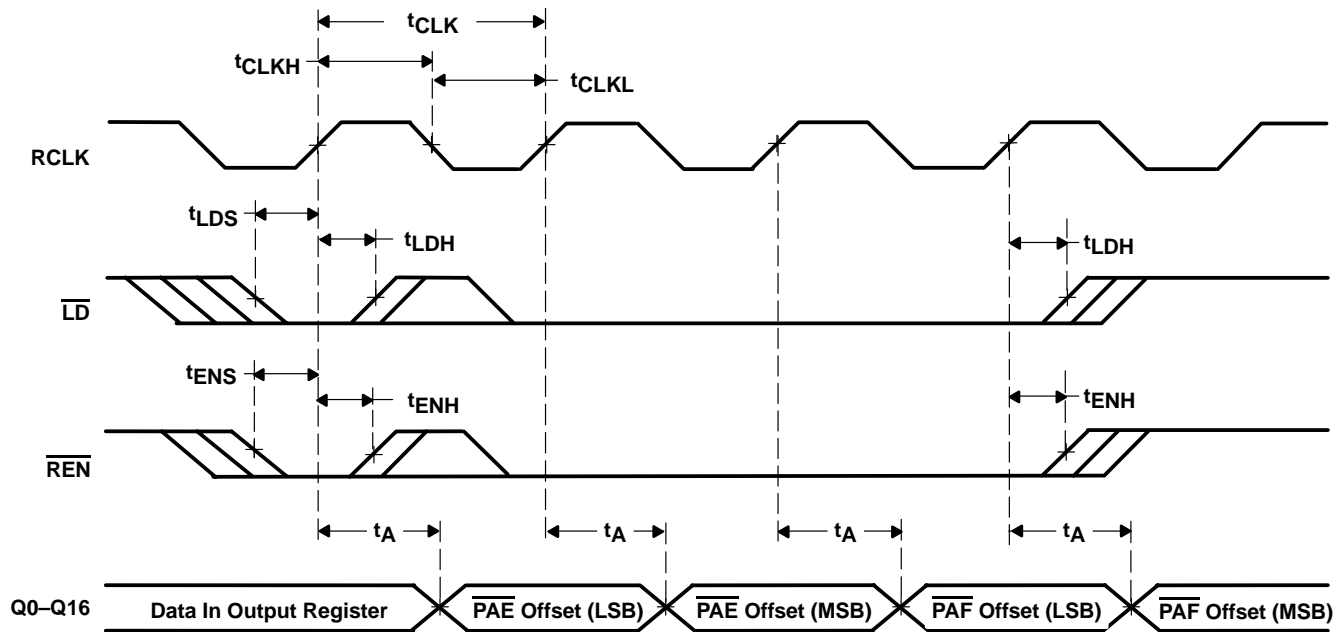 tCLK
tCLKH
tCLKL
RCLK
tLDS
tLDH
tLDH
LD
tENS
tENH
tENH
REN
tA
tA
tA
tA
Q0–Q16
Data In Output Register
PAE Offset (LSB)
PAE Offset (MSB)
PAF Offset (LSB)
PAF Offset (MSB)